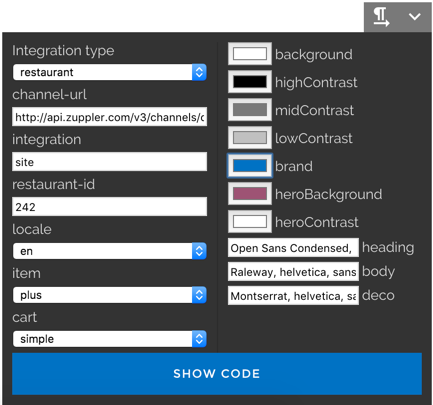 Integration type
restaurant
channel-url
http://api.zuppler.com/v3/channels/
integration
site
restaurant-id
242
locale
en
item
plus
cart
simple
background
highContrast
midContrast
lowContrast
brand
heroBackground
heroContrast
Open Sans Condensed, heading
Raleway, helvetica, sans body
Montserrat, helvetica, sa deco
SHOW CODE